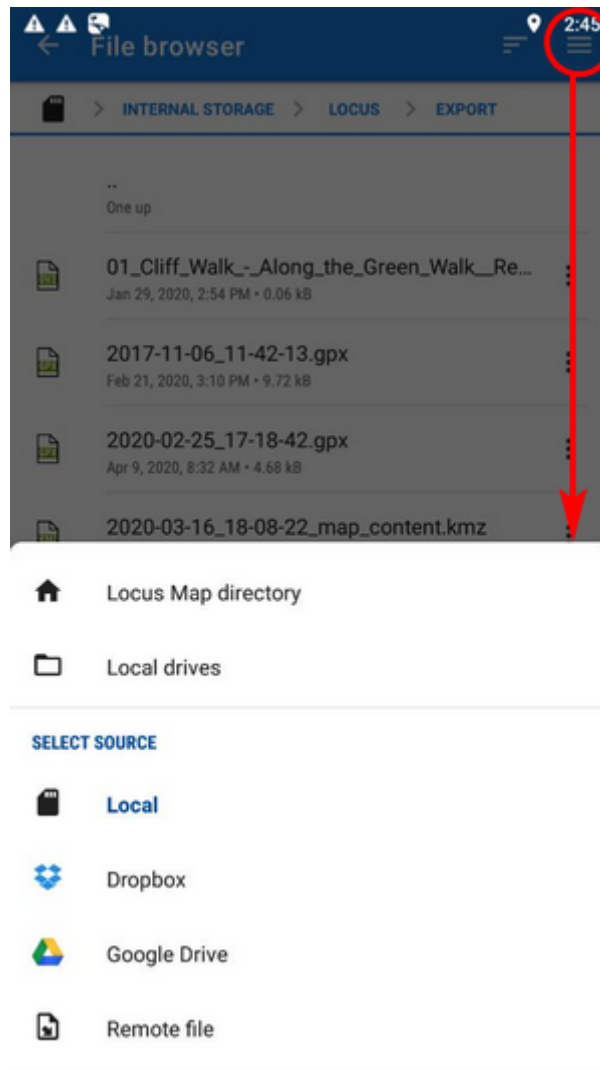 2:45
File browser
> INTERNAL STORAGE > LOCUS > EXPORT
..
One up
01_Cliff_Walk_-_Along_the_Green_Walk__Re...
Jan 29, 2020, 2:54 PM • 0.06 kB
2017-11-06_11-42-13.gpx
Feb 21, 2020, 3:10 PM • 9.72 kB
2020-02-25_17-18-42.gpx
Apr 9, 2020, 8:32 AM • 4.68 kB
2020-03-16_18-08-22_map_content.kmz
Locus Map directory
Local drives
SELECT SOURCE
Local
Dropbox
Google Drive
Remote file